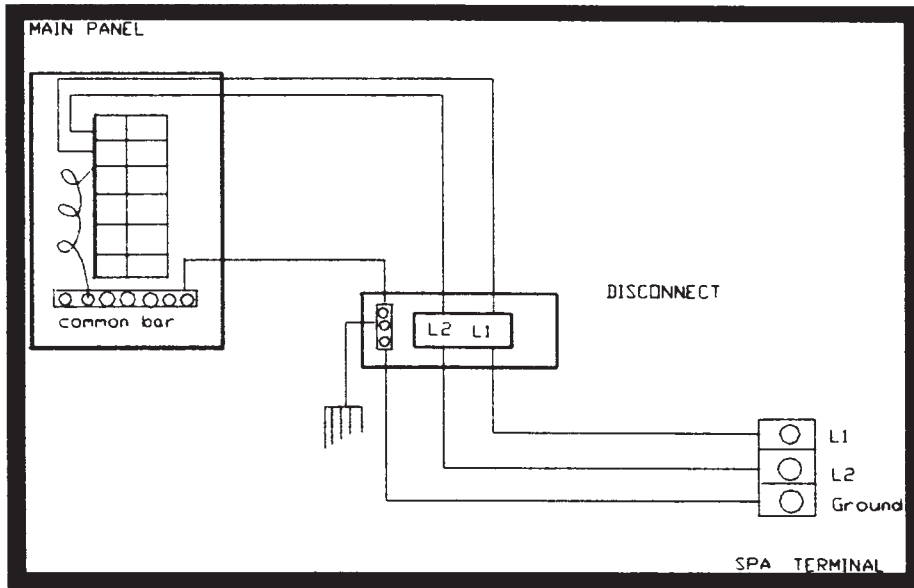 MAIN PANEL
common bar
DISCONNECT
L2 L1
L1
L2
Ground
SPA TERMINAL